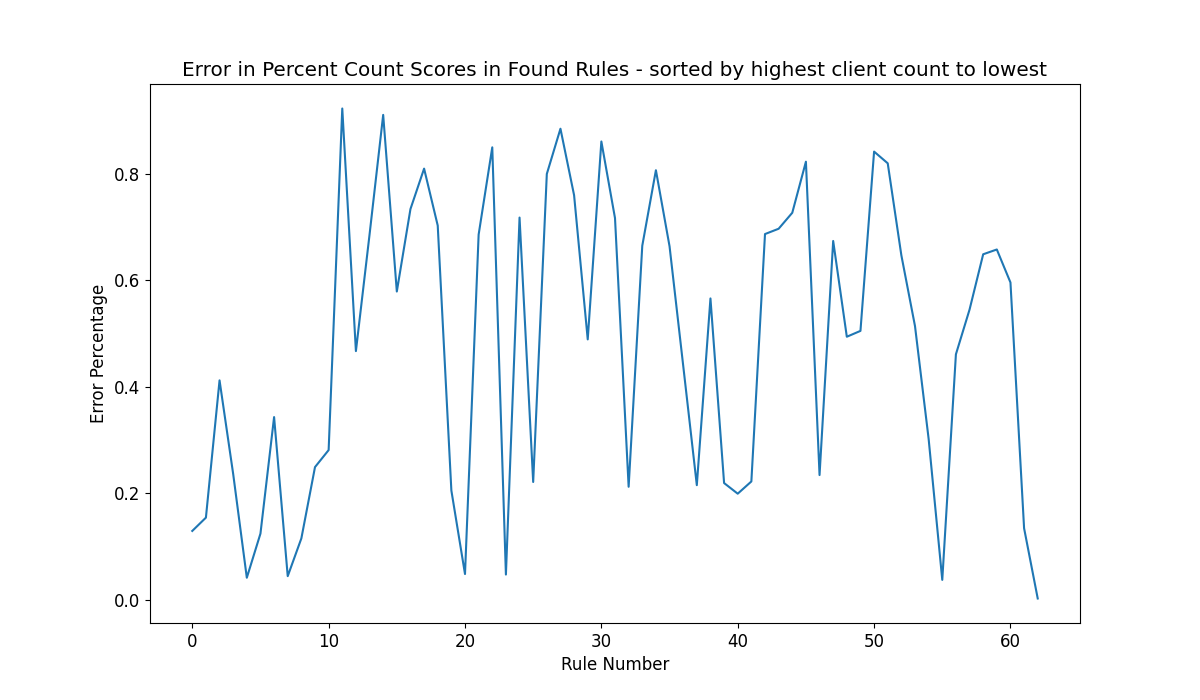 Error in Percent Count Scores in Found Rules - sorted by highest client count to lowest
0.8
0.6
0.4
0.2
0.0
Error Percentage
0 10 20 30 40 50 60
Rule Number